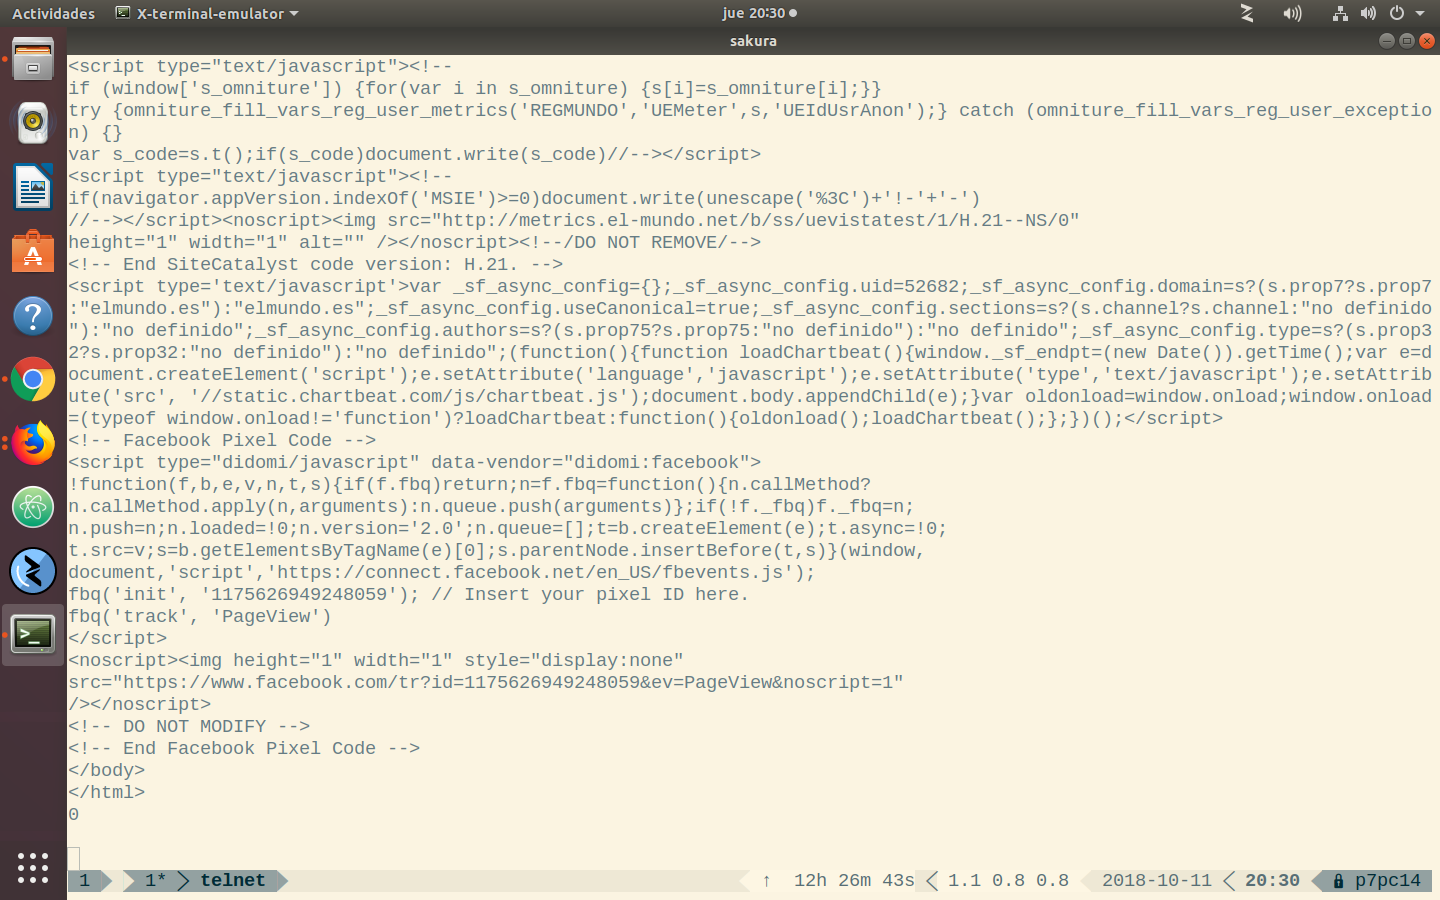 Actividades X-terminal-emulator jue 20:30
sakura
<script type="text/javascript"><!--
if (window['s_omniture']) {for(var i in s_omniture) {s[i]=s_omniture[i];}}
try {omniture_fill_vars_reg_user_metrics('REGMUNDO','UEMeter',s,'UEIdUsrAnon');} catch (omniture_fill_vars_reg_user_exceptio
n) {}
var s_code=s.t();if(s_code)document.write(s_code)//--></script>
<script type="text/javascript"><!--
if(navigator.appVersion.indexOf('MSIE')>=0)document.write(unescape('%3C')+'!-'+'-')
//--></script><noscript><img src="http://metrics.el-mundo.net/b/ss/uevistatest/1/H.21--NS/0"
height="1" width="1" alt="" /></noscript><!--/DO NOT REMOVE/-->
<!-- End SiteCatalyst code version: H.21. -->
<script type='text/javascript'>var _sf_async_config={};_sf_async_config.uid=52682;_sf_async_config.domain=s?(s.prop7?s.prop7
:"elmundo.es"):"elmundo.es";_sf_async_config.useCanonical=true;_sf_async_config.sections=s?(s.channel?s.channel:"no definido
"):"no definido";_sf_async_config.authors=s?(s.prop75?s.prop75:"no definido"):"no definido";_sf_async_config.type=s?(s.prop3
2?s.prop32:"no definido"):"no definido";(function(){function loadChartbeat(){window._sf_endpt=(new Date()).getTime();var e=d
ocument.createElement('script');e.setAttribute('language','javascript');e.setAttribute('type','text/javascript');e.setAttrib
ute('src', '//static.chartbeat.com/js/chartbeat.js');document.body.appendChild(e);}var oldonload=window.onload;window.onload
=(typeof window.onload!='function')?loadChartbeat:function(){oldonload();loadChartbeat();};})();</script>
<!-- Facebook Pixel Code -->
<script type="didomi/javascript" data-vendor="didomi:facebook">
!function(f,b,e,v,n,t,s){if(f.fbq)return;n=f.fbq=function(){n.callMethod?
n.callMethod.apply(n,arguments):n.queue.push(arguments)};if(!f._fbq)f._fbq=n;
n.push=n;n.loaded=!0;n.version='2.0';n.queue=[];t=b.createElement(e);t.async=!0;
t.src=v;s=b.getElementsByTagName(e)[0];s.parentNode.insertBefore(t,s)}(window,
document,'script','https://connect.facebook.net/en_US/fbevents.js');
fbq('init', '1175626949248059'); // Insert your pixel ID here.
fbq('track', 'PageView')
</script>
<noscript><img height="1" width="1" style="display:none"
src="https://www.facebook.com/tr?id=1175626949248059&ev=PageView&noscript=1"
/></noscript>
<!-- DO NOT MODIFY -->
<!-- End Facebook Pixel Code -->
</body>
</html>
0
1 1* telnet ↑ 12h 26m 43s 1.1 0.8 0.8 2018-10-11 20:30 p7pc14